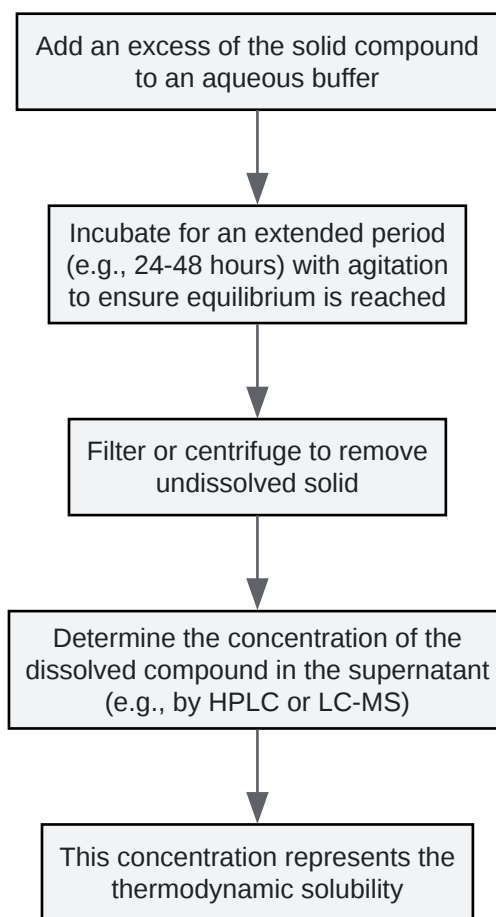 Add an excess of the solid compound
to an aqueous buffer
Incubate for an extended period
(e.g., 24-48 hours) with agitation
to ensure equilibrium is reached
Filter or centrifuge to remove
undissolved solid
Determine the concentration of the
dissolved compound in the supernatant
(e.g., by HPLC or LC-MS)
This concentration represents the
thermodynamic solubility